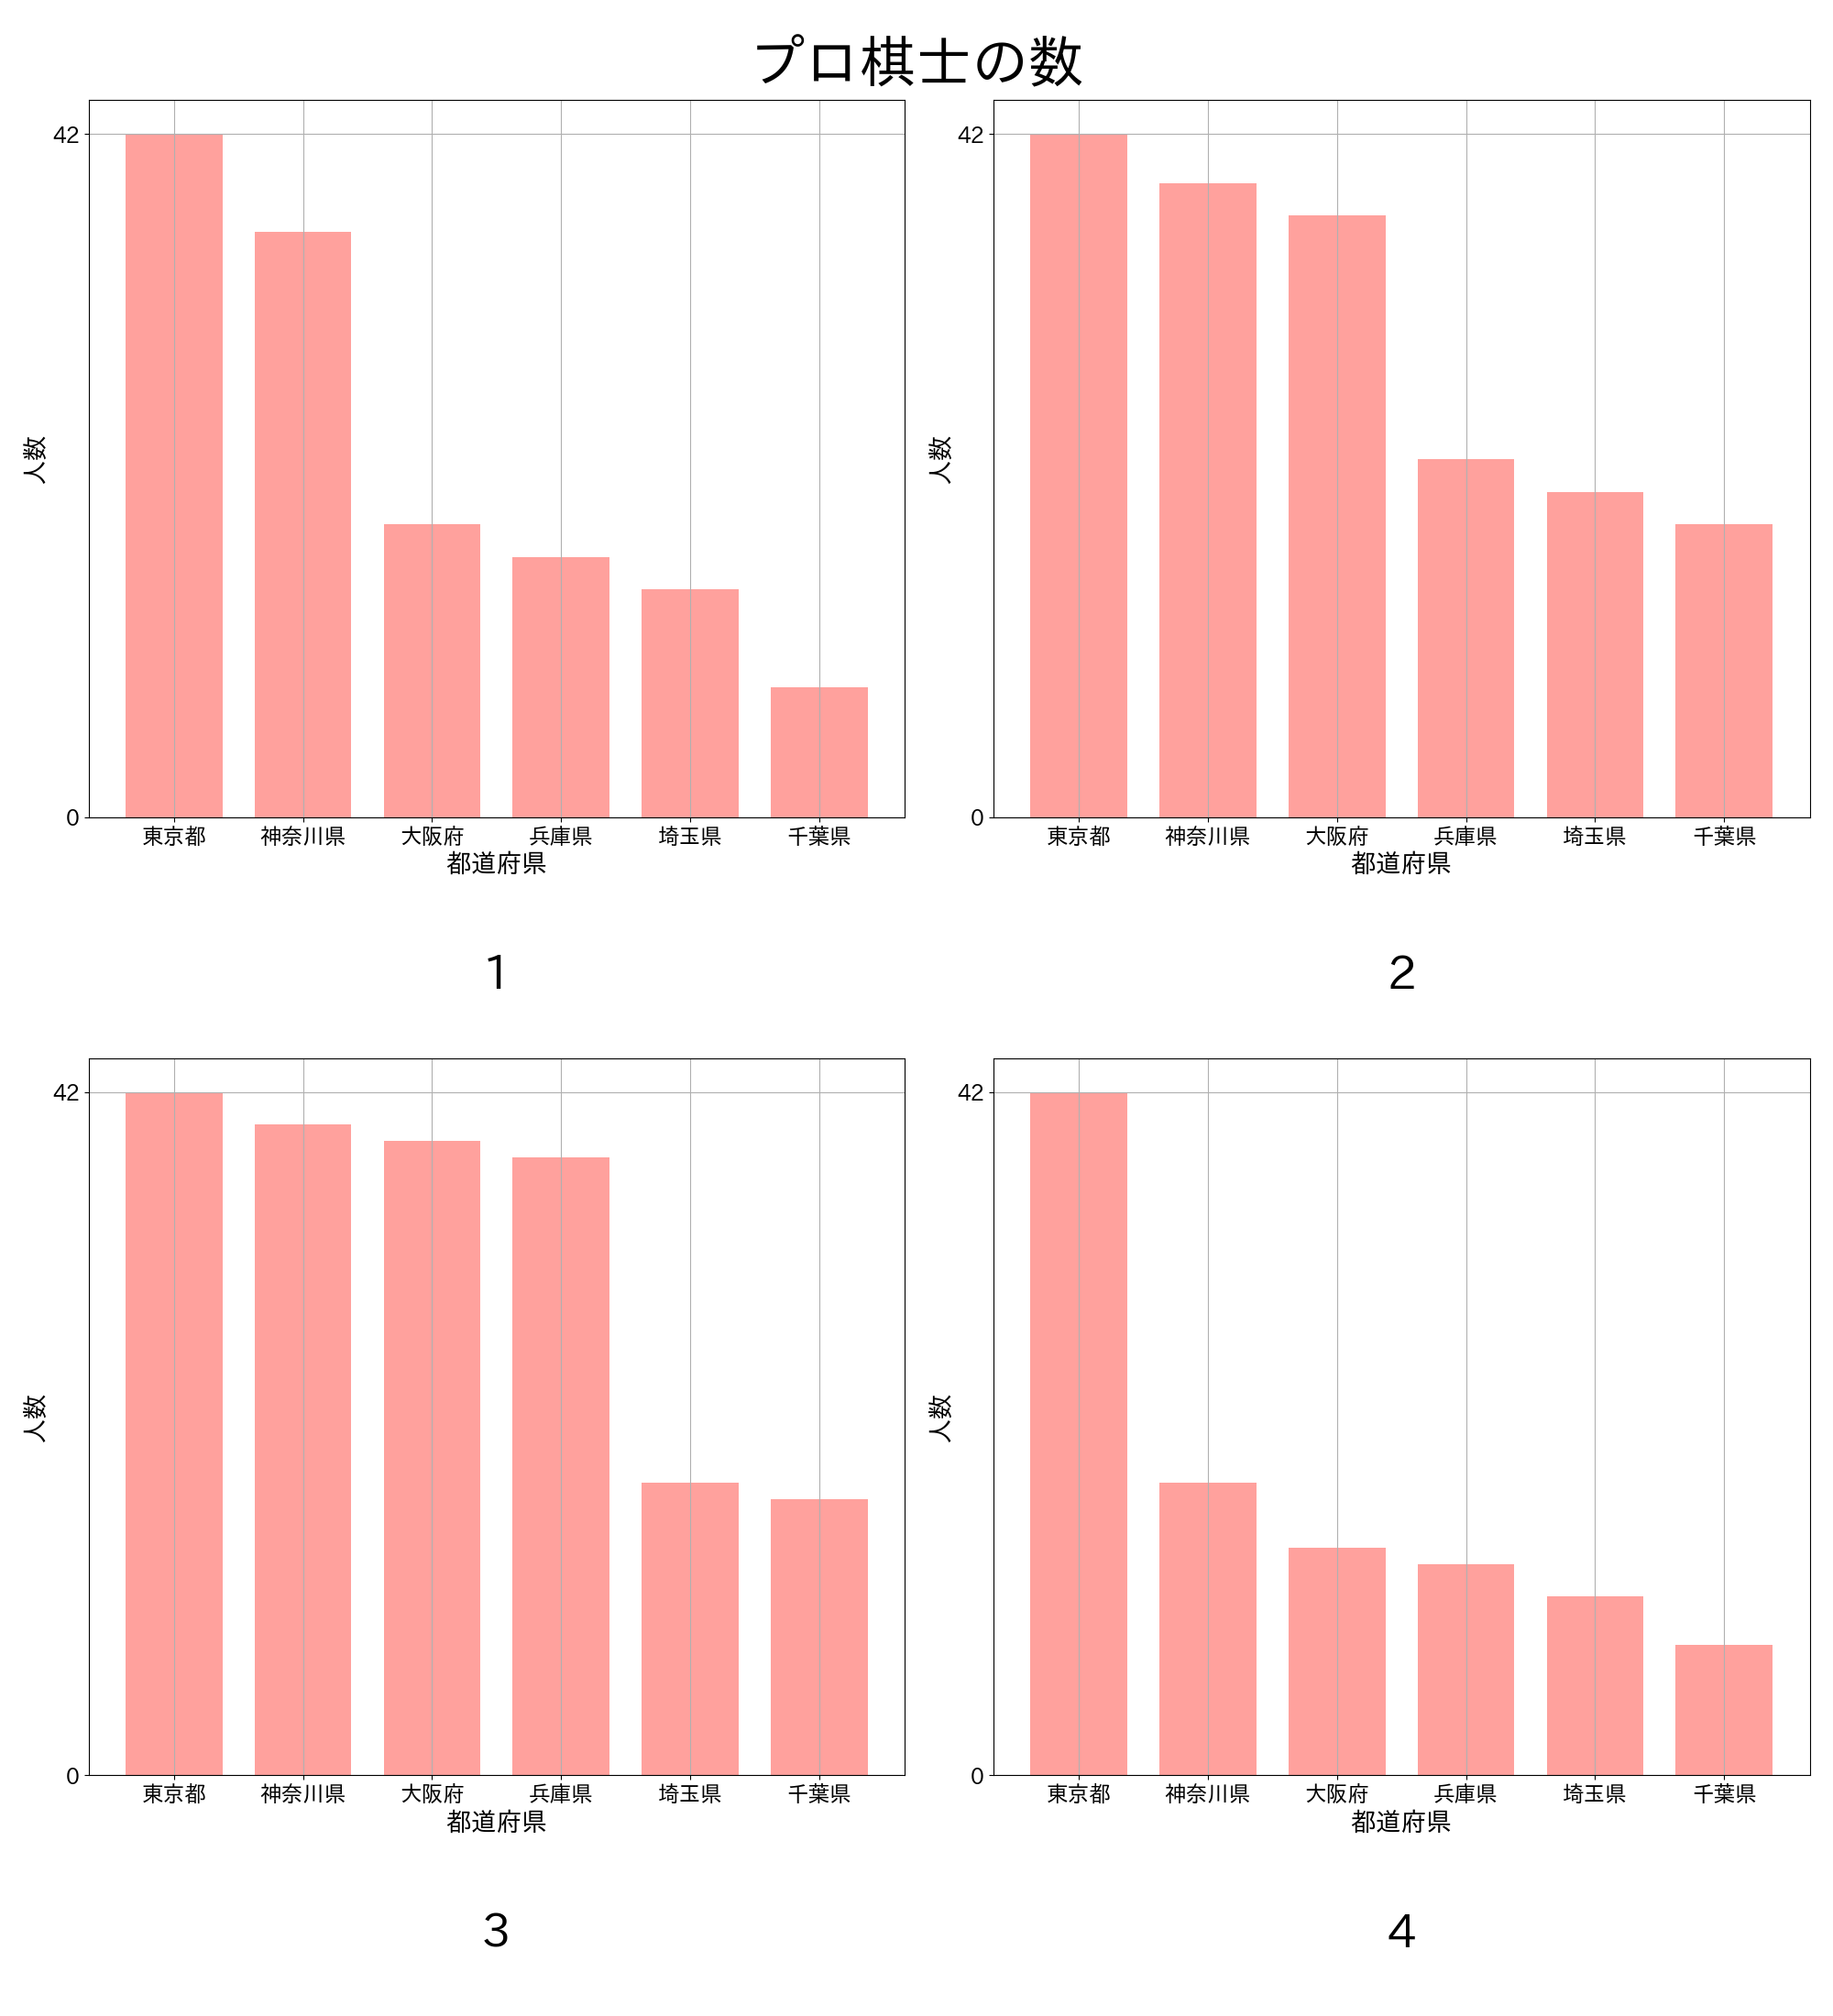 プロ棋士の数
42
0
人数
東京都 神奈川県 大阪府 兵庫県 埼玉県 千葉県
都道府県
1
42
0
人数
東京都 神奈川県 大阪府 兵庫県 埼玉県 千葉県
都道府県
2
42
0
人数
東京都 神奈川県 大阪府 兵庫県 埼玉県 千葉県
都道府県
3
42
0
人数
東京都 神奈川県 大阪府 兵庫県 埼玉県 千葉県
都道府県
4